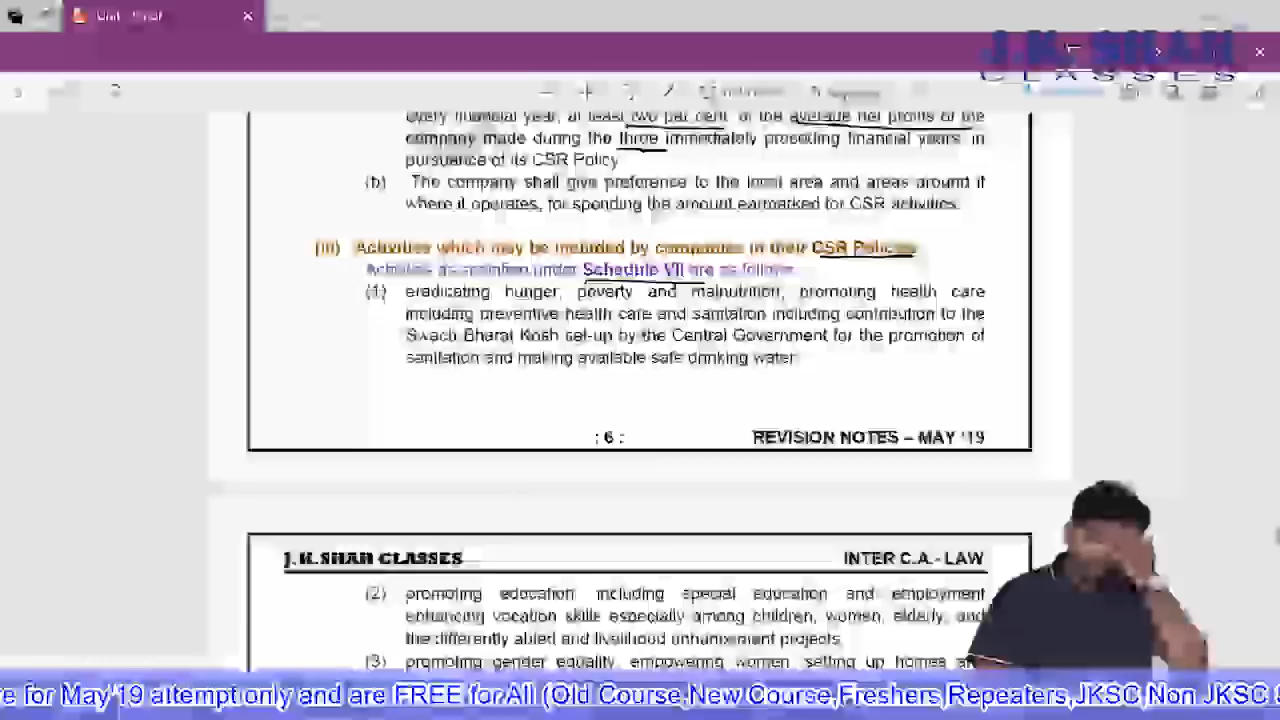 J.K. SHAH
CLASSES
every financial year, at least two per cent of the average net profits of the
company made during the three immediately preceding financial years, in
pursuance of its CSR Policy
(b) The company shall give preference to the local area and areas around it
where it operates, for spending the amount earmarked for CSR activities.
(iii) Activities which may be included by companies in their CSR Policies
Activities as under Schedule VII are as follows
(1) eradicating hunger, poverty and malnutrition, promoting health care
including preventive health care and sanitation including contribution to the
Swach Bharat Kosh set-up by the Central Government for the promotion of
sanitation and making available safe drinking water
: 6 : REVISION NOTES – MAY '19
J.K.SHAH CLASSES INTER C.A.- LAW
(2) promoting education including special education and employment
enhancing vocation skills especially among children, women, elderly, and
the differently abled and livelihood enhancement projects
(3) promoting gender equality, empowering women, setting up homes
re for May'19 attempt only and are FREE for All (Old Course,New Course,Freshers,Repeaters,JKSC,Non JKSC